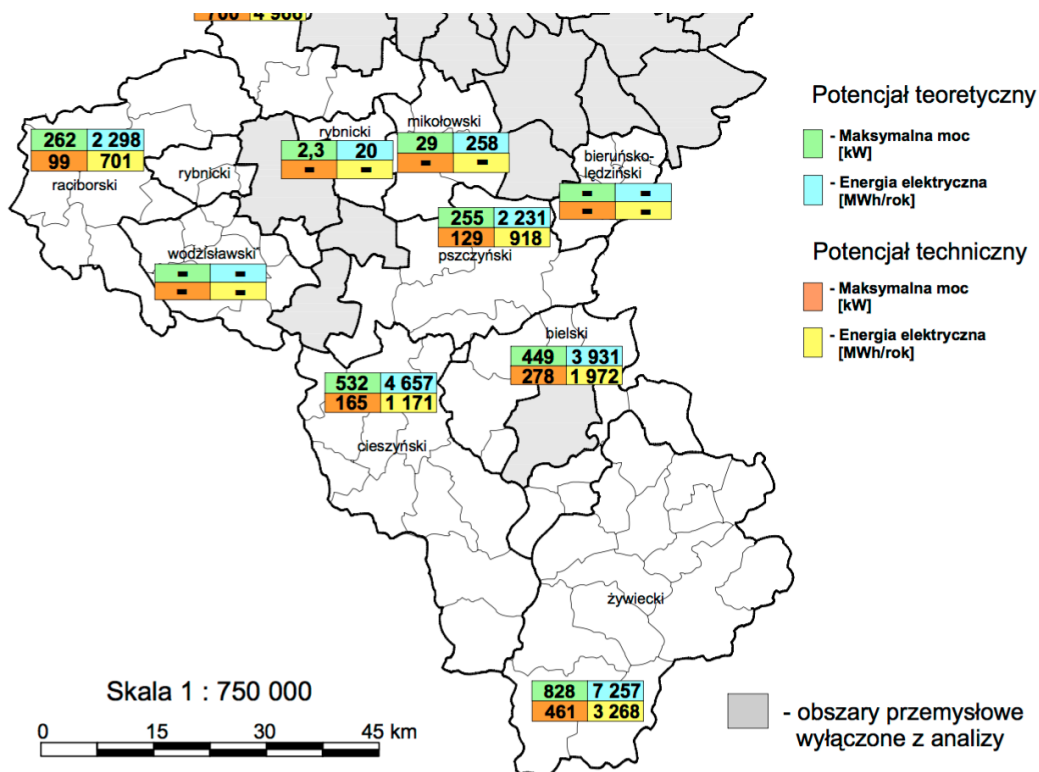 700 4 966
262 2 298
99 701
raciborski
rybnicki
rybnicki
2,3 20
- -
mikołowski
29 258
- -
bieruńsko-
lędziński
- -
- -
255 2 231
129 918
pszczyński
wodzisławski
- -
- -
bielski
449 3 931
278 1 972
532 4 657
165 1 171
cieszyński
żywiecki
828 7 257
461 3 268
Potencjał teoretyczny
- Maksymalna moc
[kW]
- Energia elektryczna
[MWh/rok]
Potencjał techniczny
- Maksymalna moc
[kW]
- Energia elektryczna
[MWh/rok]
Skala 1 : 750 000
0 15 30 45 km
- obszary przemysłowe
wyłączone z analizy